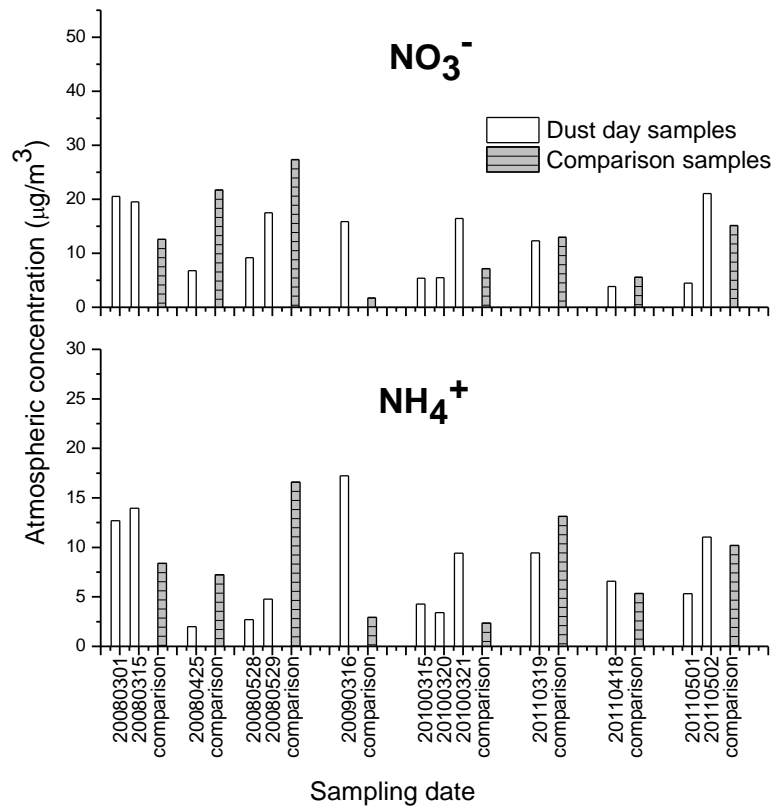 55
50
NO3-
40
30
20
10
0
Dust day samples
Comparison samples
30
25
NH4+
20
15
10
5
0
Atmospheric concentration (μg/m3)
20080301
20080315
comparison
20080425
comparison
20080528
20080529
comparison
20090316
comparison
20100315
20100320
20100321
comparison
20110319
comparison
20110418
comparison
20110501
20110502
comparison
Sampling date